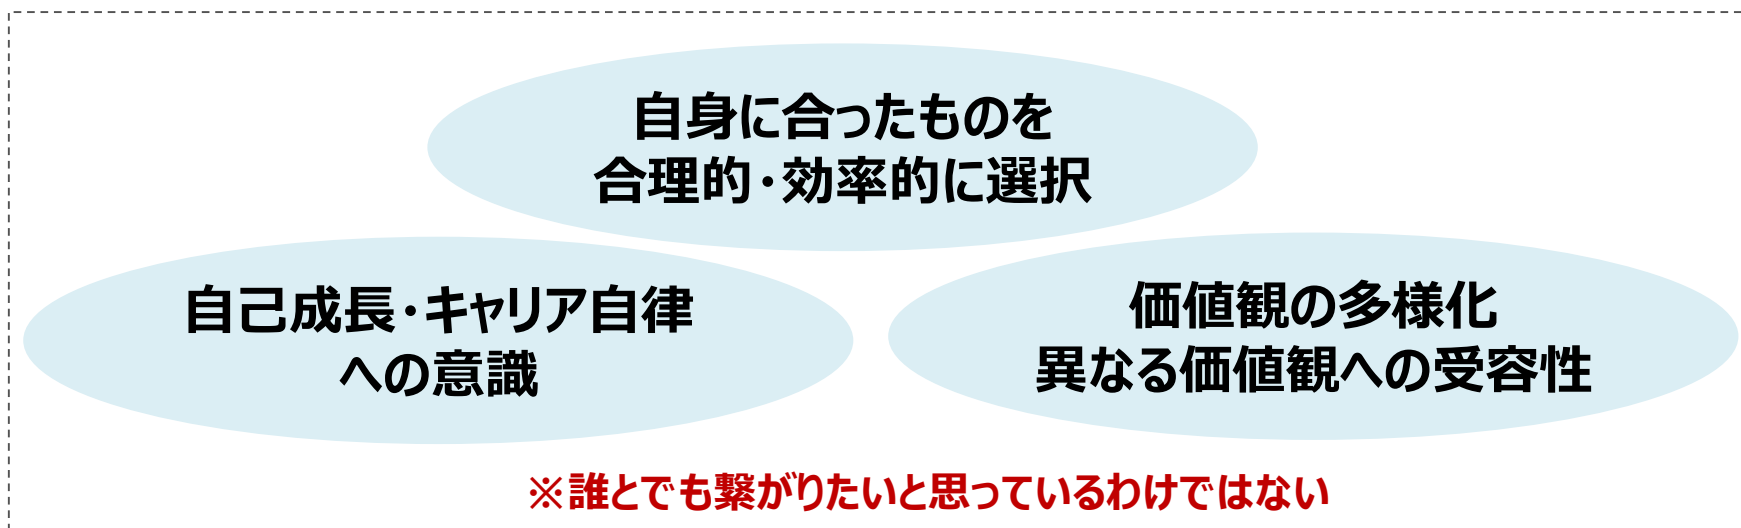 自身に合ったものを
合理的・効率的に選択
自己成長・キャリア自律
への意識
価値観の多様化
異なる価値観への受容性
※誰とでも繋がりたいと思っているわけではない